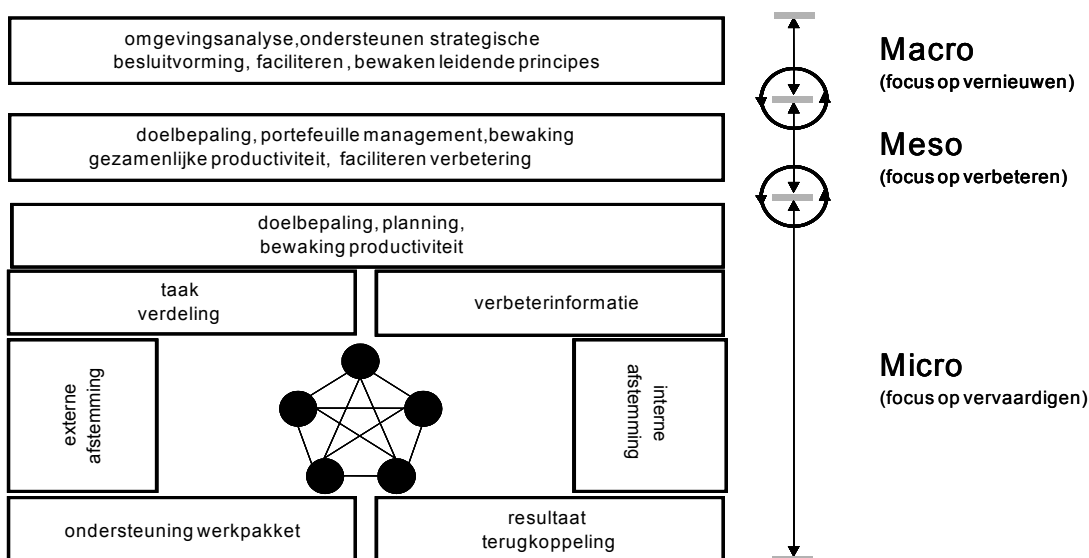 omgevingsanalyse, ondersteunen strategische
besluitvorming, faciliteren, bewaken leidende principes
Macro
(focus op vernieuwen)
doelbepaling, portefeuille management, bewaking
gezamenlijke productiviteit, faciliteren verbetering
Meso
(focus op verbeteren)
doelbepaling, planning,
bewaking productiviteit
taak
verdeling
verbeterinformatie
externe
afstemming
interne
afstemming
Micro
(focus op vervaardigen)
ondersteuning werkpakket
resultaat
terugkoppeling